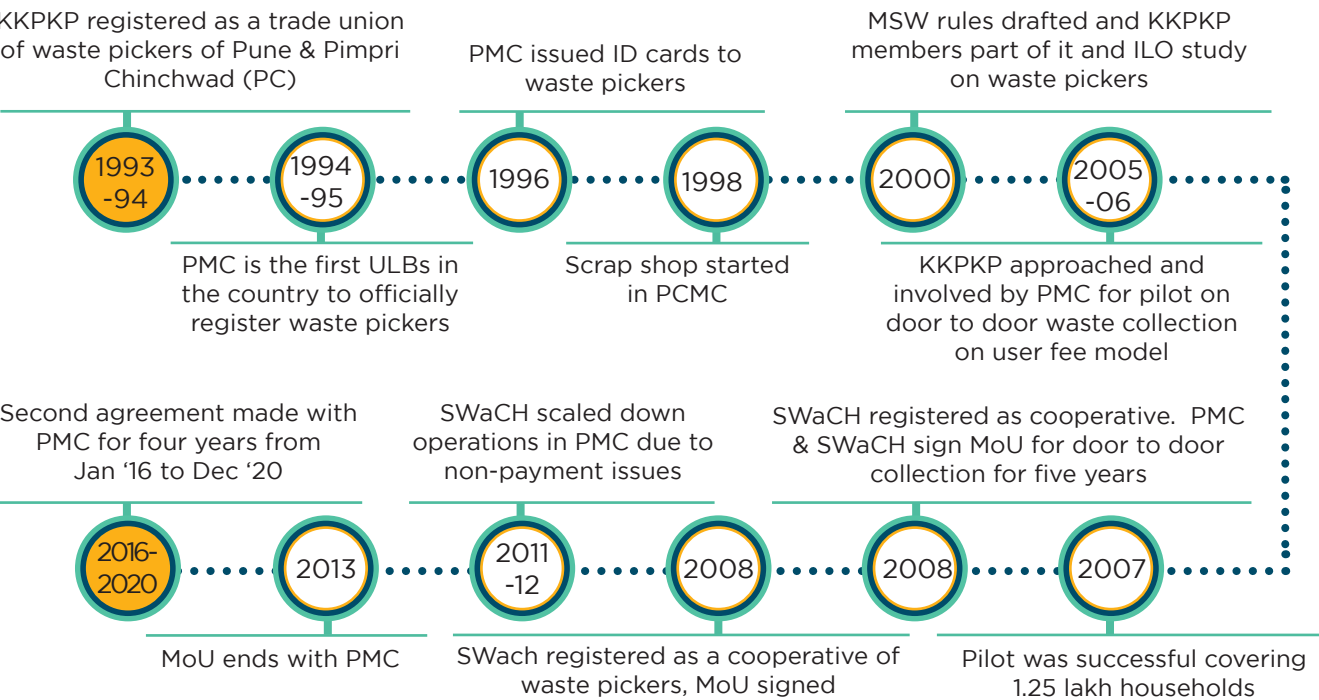 KKPKP registered as a trade union
of waste pickers of Pune & Pimpri
Chinchwad (PC)
PMC issued ID cards to
waste pickers
MSW rules drafted and KKPKP
members part of it and ILO study
on waste pickers
1993
-94
1994
-95
1996
1998
2000
2005
-06
PMC is the first ULBs in
the country to officially
register waste pickers
Scrap shop started
in PCMC
KKPKP approached and
involved by PMC for pilot on
door to door waste collection
on user fee model
Second agreement made with
PMC for four years from
Jan ‘16 to Dec ‘20
SWaCH scaled down
operations in PMC due to
non-payment issues
SWaCH registered as cooperative. PMC
& SWaCH sign MoU for door to door
collection for five years
2016-
2020
2013
2011
-12
2008
2008
2007
MoU ends with PMC
SWach registered as a cooperative of
waste pickers, MoU signed
Pilot was successful covering
1.25 lakh households